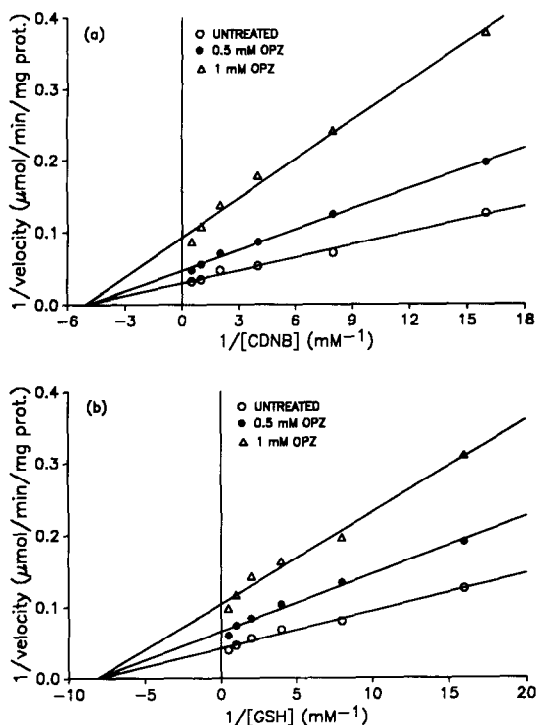 (a)
UNTREATED
0.5 mM OPZ
1 mM OPZ
1/velocity (μmol/min/mg prot.)
0.4
0.3
0.2
0.1
0.0
-6 -3 0 3 6 9 12 15 18
1/[CDNB] (mM⁻¹)
(b)
UNTREATED
0.5 mM OPZ
1 mM OPZ
1/velocity (μmol/min/mg prot.)
0.4
0.3
0.2
0.1
0.0
-10 -5 0 5 10 15 20
1/[GSH] (mM⁻¹)